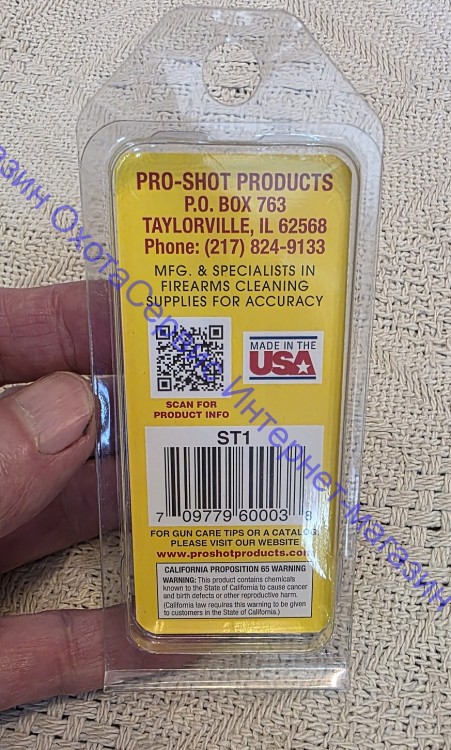 PRO-SHOT PRODUCTS
P.O. BOX 763
TAYLORVILLE, IL 62568
Phone: (217) 824-9133
MFG. & SPECIALISTS IN
FIREARMS CLEANING
SUPPLIES FOR ACCURACY
MADE IN THE
USA
SCAN FOR
PRODUCT INFO
ST1
7 09779 60003 8
FOR GUN CARE TIPS OR A CATALOG
PLEASE VISIT OUR WEBSITE
www.proshotproducts.com
CALIFORNIA PROPOSITION 65 WARNING
WARNING: This product contains chemicals
known to the State of California to cause cancer
and birth defects or other reproductive harm.
(California law requires this warning to be given
to customers in the State of California.)
ОхотаСервис Интернет-магазин